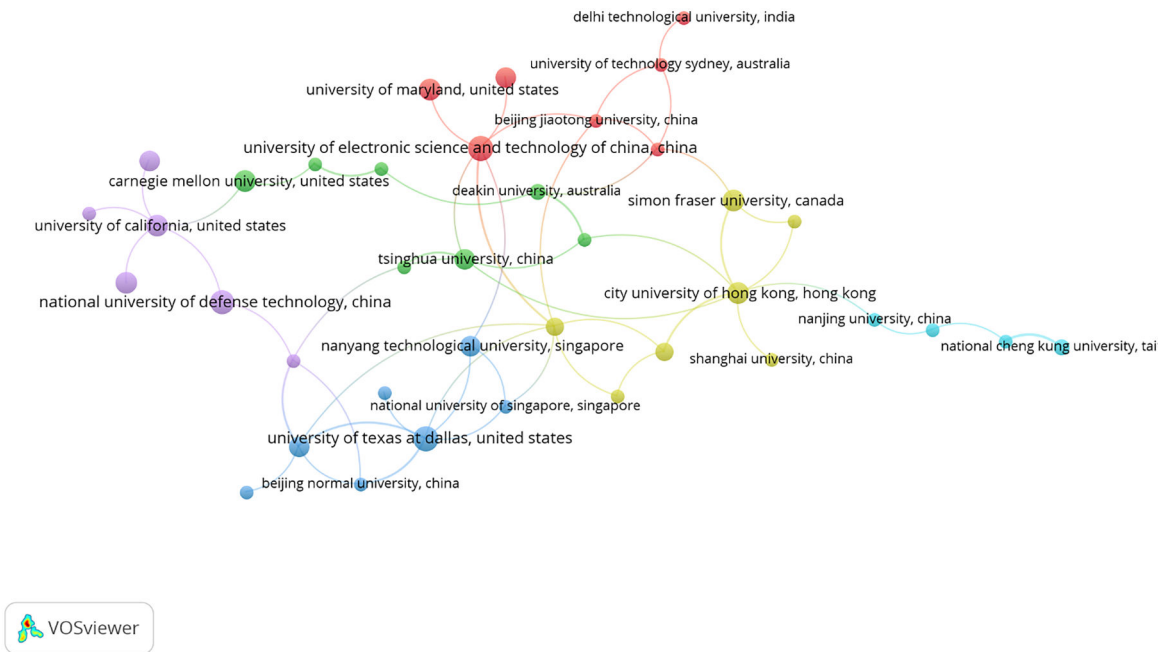 delhi technological university, india
university of technology sydney, australia
university of maryland, united states
beijing jiaotong university, china
university of electronic science and technology of china, china
carnegie mellon university, united states
deakin university, australia
simon fraser university, canada
university of california, united states
tsinghua university, china
city university of hong kong, hong kong
national university of defense technology, china
nanjing university, china
nanyang technological university, singapore
national cheng kung university, tai
shanghai university, china
national university of singapore, singapore
university of texas at dallas, united states
beijing normal university, china
VOSviewer